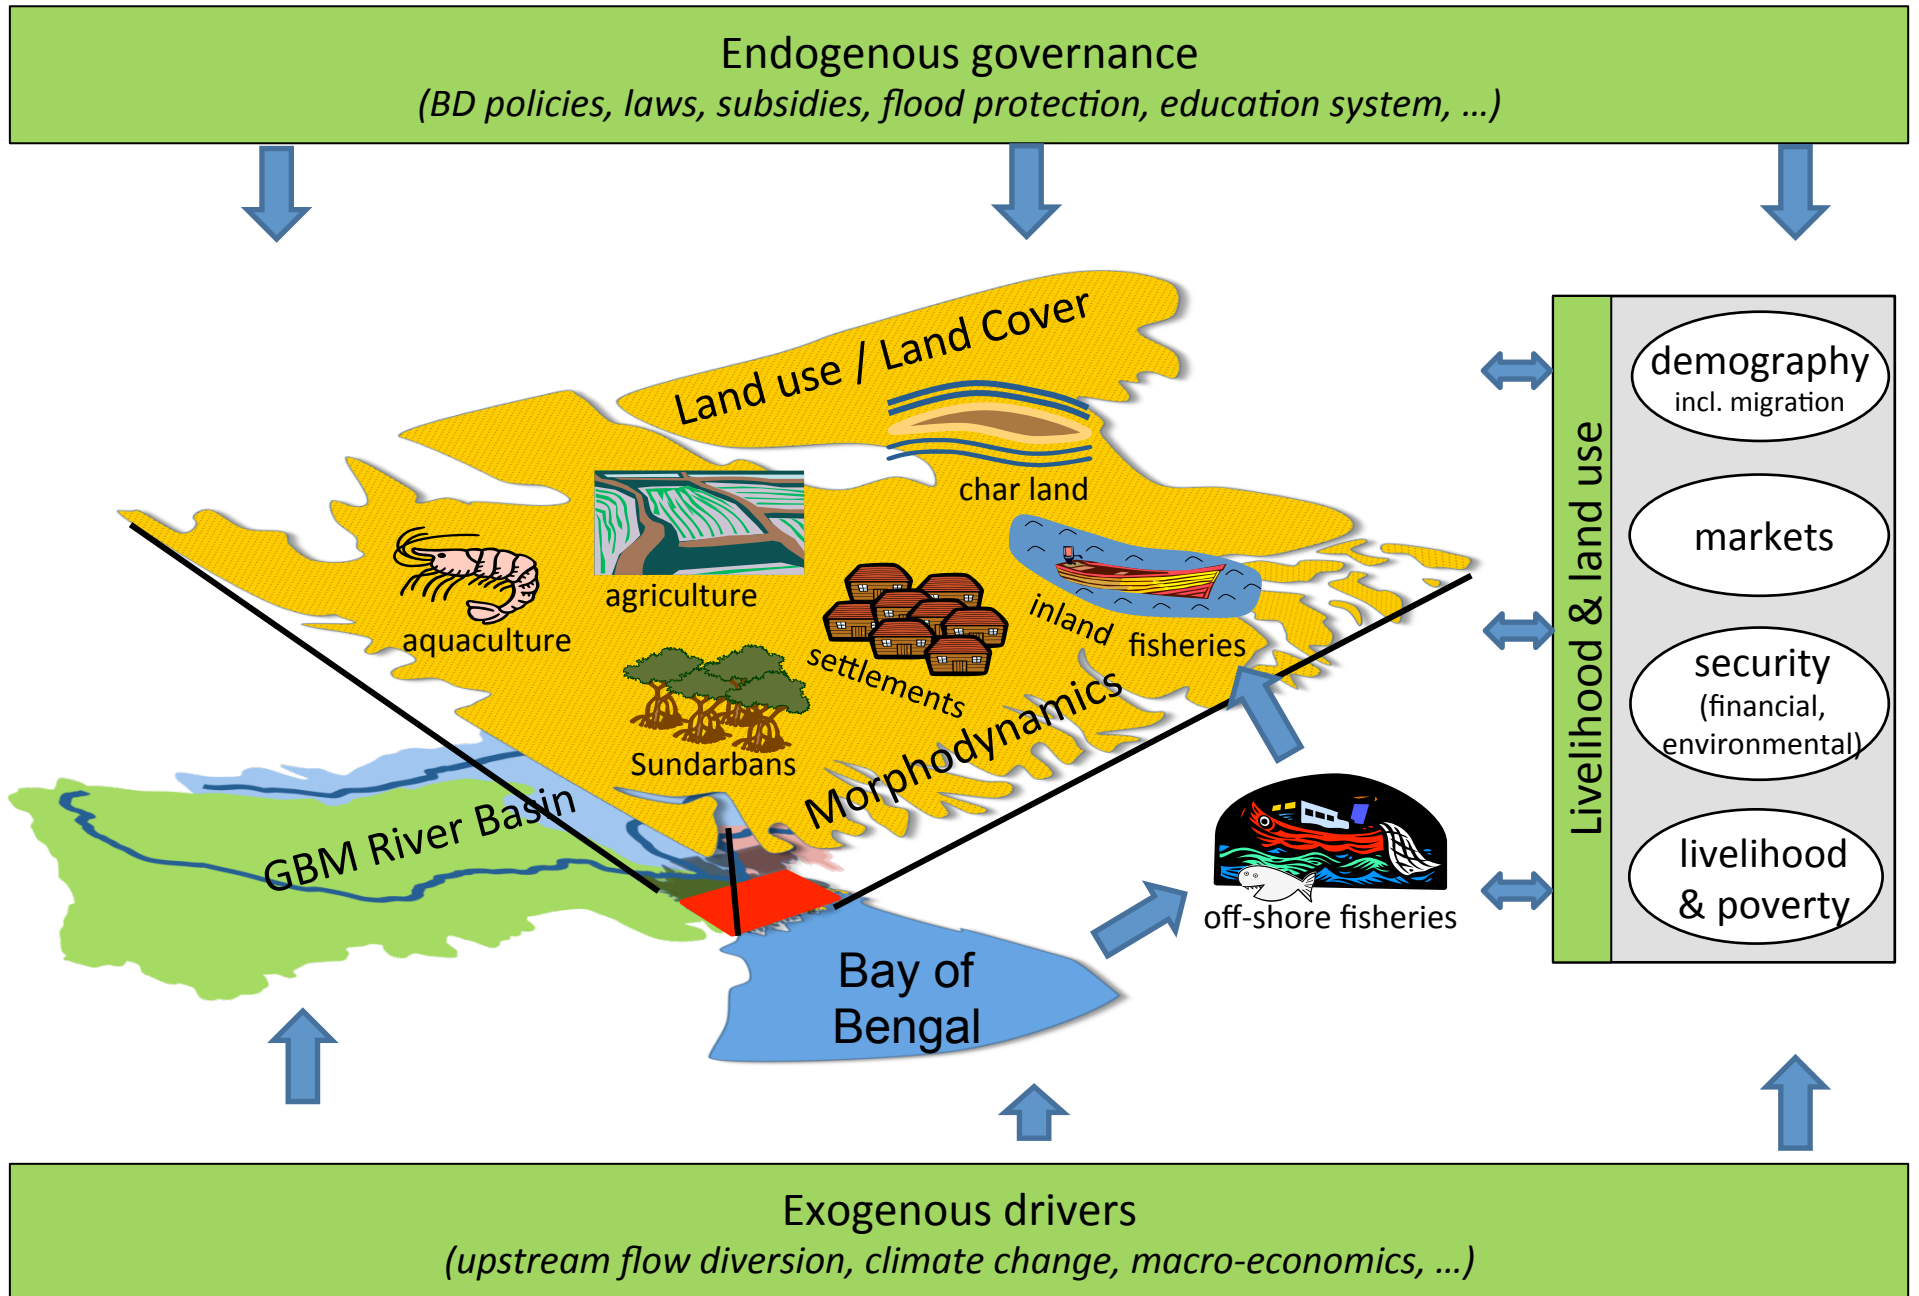 Endogenous governance
(BD policies, laws, subsidies, flood protection, education system, ...)
Land use / Land Cover
char land
agriculture
aquaculture
inland fisheries
settlements
Sundarbans
Morphodynamics
GBM River Basin
off-shore fisheries
Bay of
Bengal
Livelihood & land use
demography
incl. migration
markets
security
(financial,
environmental)
livelihood
& poverty
Exogenous drivers
(upstream flow diversion, climate change, macro-economics, ...)